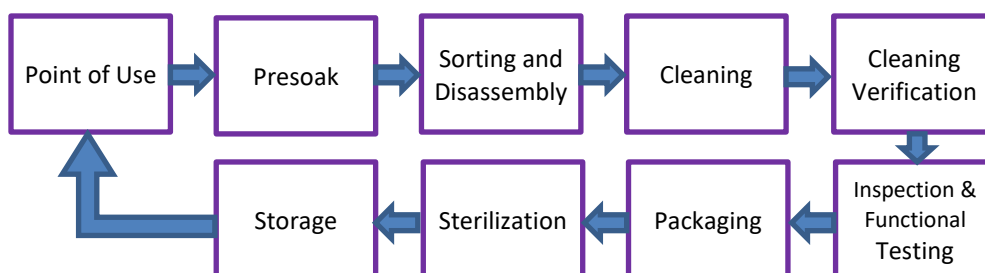 Point of Use
Presoak
Sorting and
Disassembly
Cleaning
Cleaning
Verification
Inspection &
Functional
Testing
Packaging
Sterilization
Storage